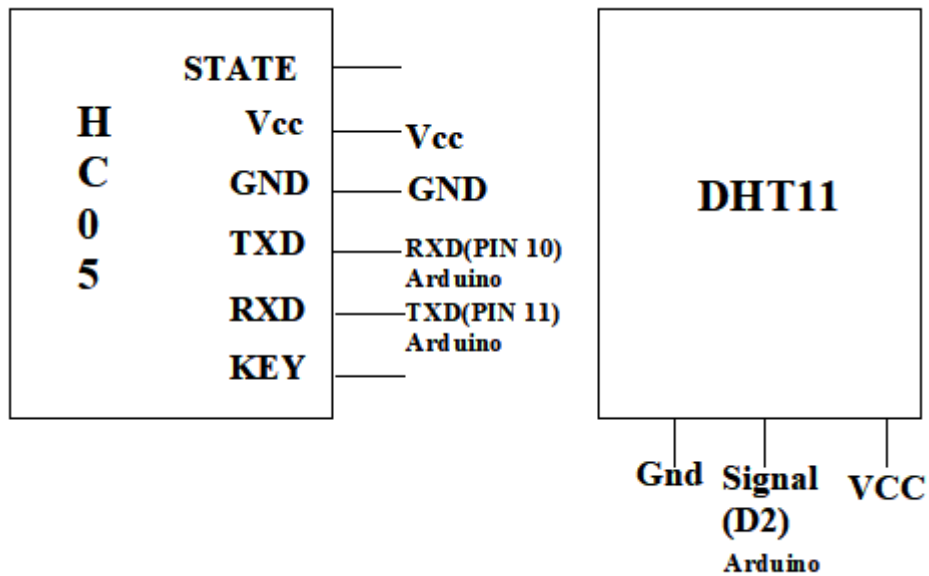 H
C
0
5
STATE
Vcc
GND
TXD
RXD
KEY
Vcc
GND
RXD(PIN 10)
Arduino
TXD(PIN 11)
Arduino
DHT11
Gnd
Signal
(D2)
Arduino
VCC